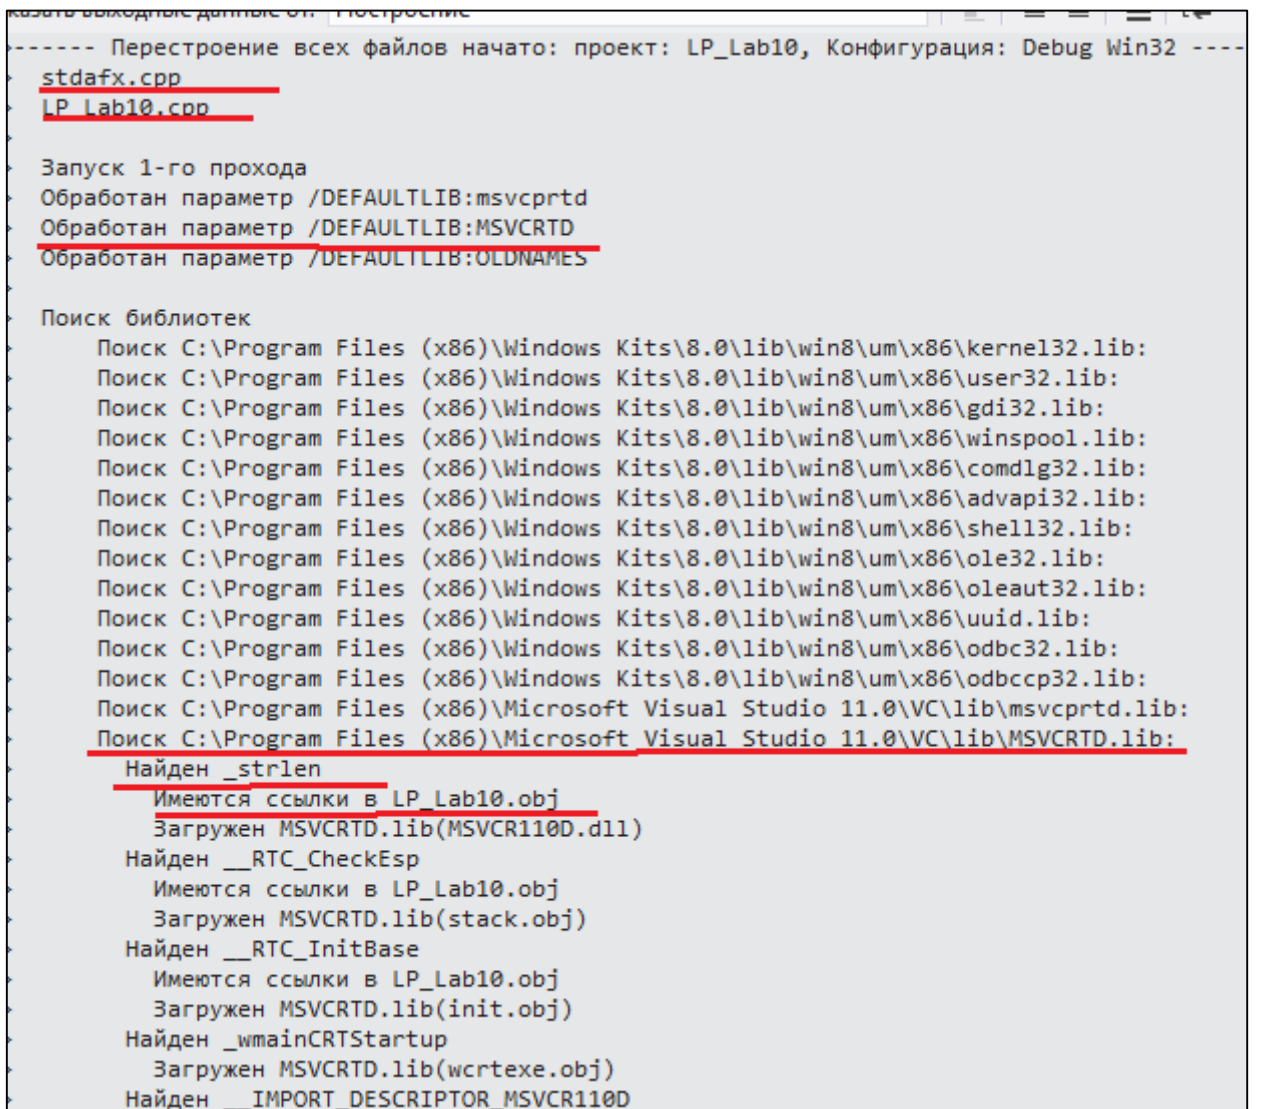 казать выходные данные от: Построение
------ Перестроение всех файлов начато: проект: LP_Lab10, Конфигурация: Debug Win32 ----
stdafx.cpp
LP_Lab10.cpp
Запуск 1-го прохода
Обработан параметр /DEFAULTLIB:msvcprtd
Обработан параметр /DEFAULTLIB:MSVCRTD
Обработан параметр /DEFAULTLIB:OLDNAMES
Поиск библиотек
Поиск C:\Program Files (x86)\Windows Kits\8.0\lib\win8\um\x86\kernel32.lib:
Поиск C:\Program Files (x86)\Windows Kits\8.0\lib\win8\um\x86\user32.lib:
Поиск C:\Program Files (x86)\Windows Kits\8.0\lib\win8\um\x86\gdi32.lib:
Поиск C:\Program Files (x86)\Windows Kits\8.0\lib\win8\um\x86\winspool.lib:
Поиск C:\Program Files (x86)\Windows Kits\8.0\lib\win8\um\x86\comdlg32.lib:
Поиск C:\Program Files (x86)\Windows Kits\8.0\lib\win8\um\x86\advapi32.lib:
Поиск C:\Program Files (x86)\Windows Kits\8.0\lib\win8\um\x86\shell32.lib:
Поиск C:\Program Files (x86)\Windows Kits\8.0\lib\win8\um\x86\ole32.lib:
Поиск C:\Program Files (x86)\Windows Kits\8.0\lib\win8\um\x86\oleaut32.lib:
Поиск C:\Program Files (x86)\Windows Kits\8.0\lib\win8\um\x86\uuid.lib:
Поиск C:\Program Files (x86)\Windows Kits\8.0\lib\win8\um\x86\odbc32.lib:
Поиск C:\Program Files (x86)\Windows Kits\8.0\lib\win8\um\x86\odbccp32.lib:
Поиск C:\Program Files (x86)\Microsoft Visual Studio 11.0\VC\lib\msvcprtd.lib:
Поиск C:\Program Files (x86)\Microsoft Visual Studio 11.0\VC\lib\MSVCRTD.lib:
Найден _strlen
Имеются ссылки в LP_Lab10.obj
Загружен MSVCRTD.lib(MSVCR110D.dll)
Найден __RTC_CheckEsp
Имеются ссылки в LP_Lab10.obj
Загружен MSVCRTD.lib(stack.obj)
Найден __RTC_InitBase
Имеются ссылки в LP_Lab10.obj
Загружен MSVCRTD.lib(init.obj)
Найден _wmainCRTStartup
Загружен MSVCRTD.lib(wcrtexe.obj)
Найден __IMPORT_DESCRIPTOR_MSVCR110D